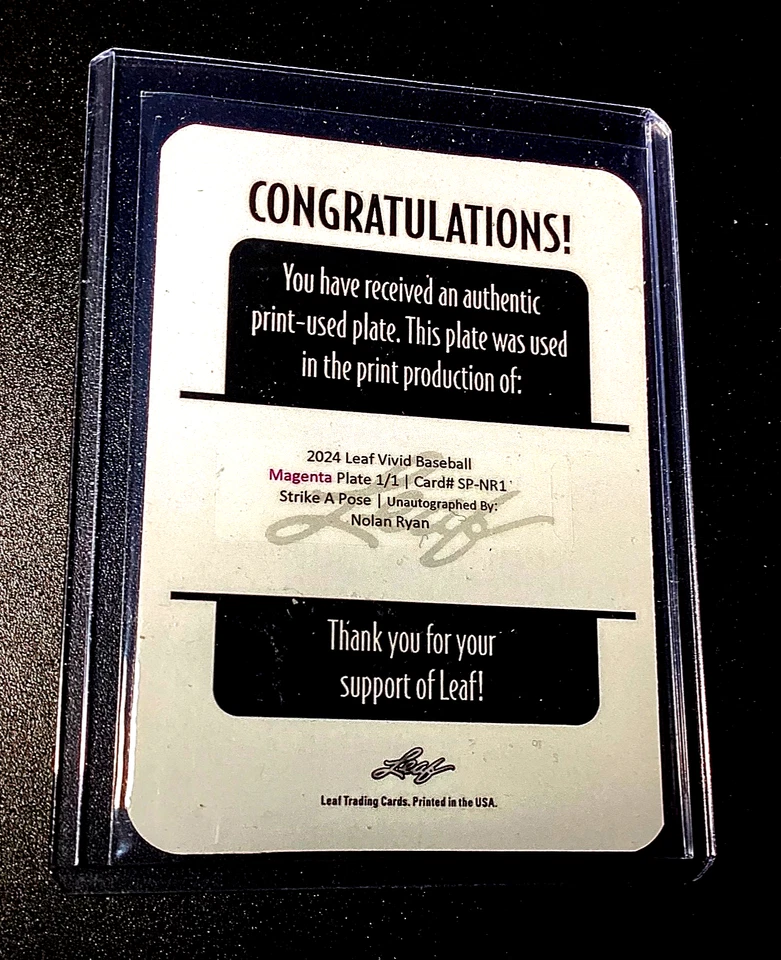 CONGRATULATIONS!
You have received an authentic
print-used plate. This plate was used
in the print production of:
2024 Leaf Vivid Baseball
Magenta Plate 1/1 | Card# SP-NR1
Strike A Pose | Unautographed By:
Nolan Ryan
Leaf
Thank you for your
support of Leaf!
Leaf
Leaf Trading Cards. Printed in the USA.